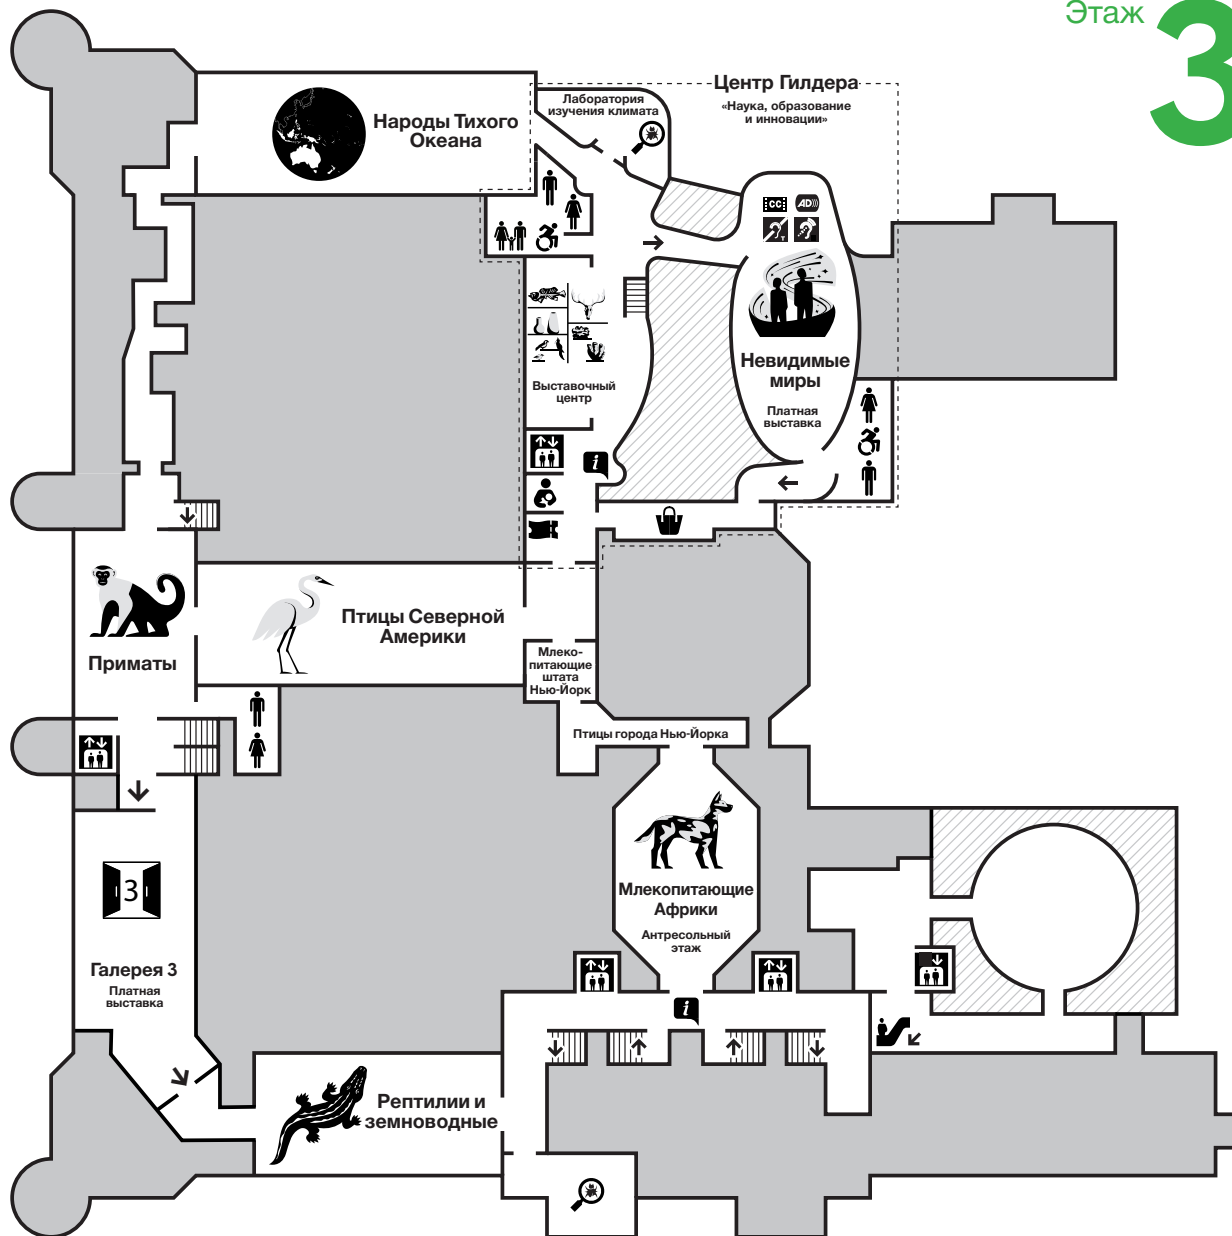 Этаж 3
Центр Гилдера
«Наука, образование
и инновации»
Лаборатория
изучения климата
Народы Тихого
Океана
CC
AD
Невидимые
миры
Платная
выставка
Выставочный
центр
i
Птицы Северной
Америки
Приматы
Млеко-
питающие
штата
Нью-Йорк
Птицы города Нью-Йорка
Млекопитающие
Африки
Антресольный
этаж
3
Галерея 3
Платная
выставка
i
Рептилии и
земноводные